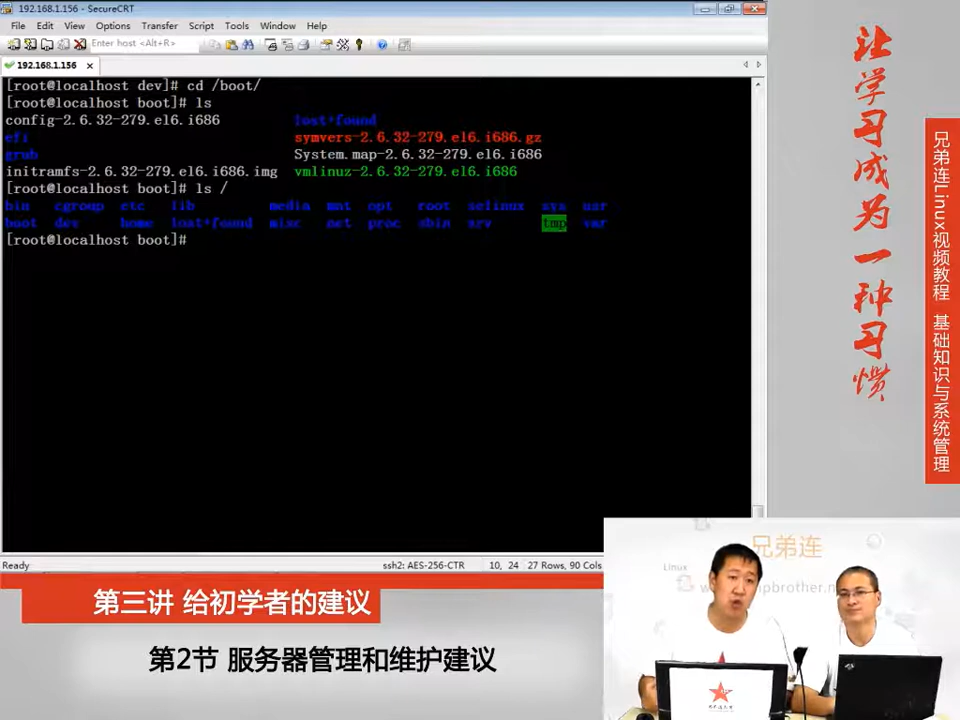 192.168.1.156 - SecureCRT
File Edit View Options Transfer Script Tools Window Help
Enter host <Alt+R>
192.168.1.156
[root@localhost dev]# cd /boot/
[root@localhost boot]# ls
config-2.6.32-279.el6.i686 lost+found
efi symvers-2.6.32-279.el6.i686.gz
grub System.map-2.6.32-279.el6.i686
initramfs-2.6.32-279.el6.i686.img vmlinuz-2.6.32-279.el6.i686
[root@localhost boot]# ls /
bin cgroup etc lib media mnt opt root selinux sys usr
boot dev home lost+found misc net proc sbin srv tmp var
[root@localhost boot]#
Ready ssh2: AES-256-CTR 10, 24 27 Rows, 90 Cols
让学习成为一种习惯
兄弟连Linux视频教程 基础知识与系统管理
第三讲 给初学者的建议
第2节 服务器管理和维护建议
兄弟连
Linux